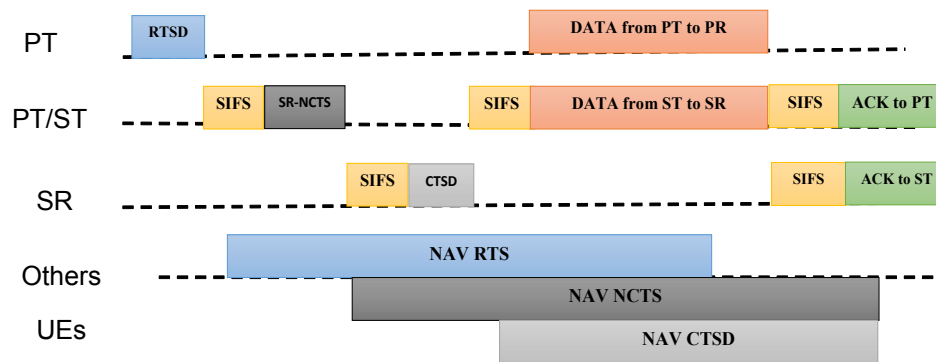 PT
RTSD
DATA from PT to PR
PT/ST
SIFS
SR-NCTS
SIFS
DATA from ST to SR
SIFS
ACK to PT
SR
SIFS
CTSD
SIFS
ACK to ST
Others
NAV RTS
NAV NCTS
UEs
NAV CTSD